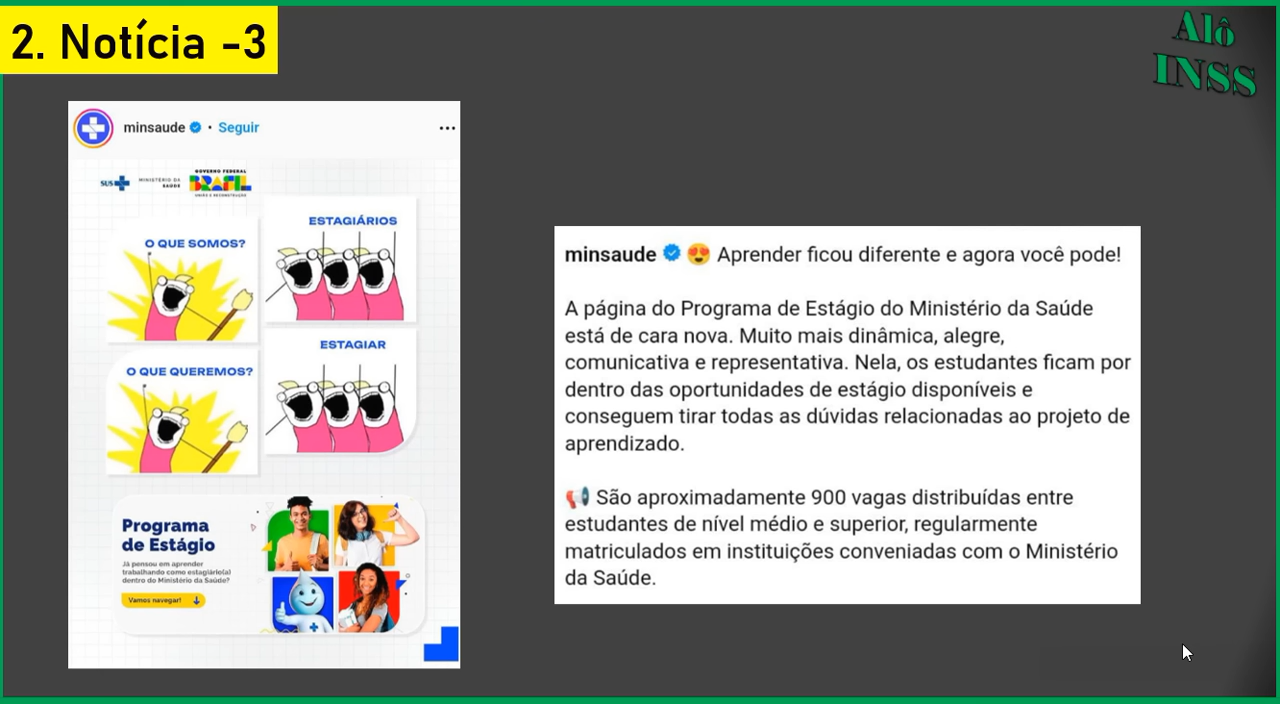 2. Notícia -3
Alô
INSS
minsaude • Seguir
SUS
MINISTÉRIO DA
SAÚDE
GOVERNO FEDERAL
BRASIL
UNIÃO E RECONSTRUÇÃO
O QUE SOMOS?
ESTAGIÁRIOS
O QUE QUEREMOS?
ESTAGIAR
Programa
de Estágio
Já pensou em aprender
trabalhando como estagiário(a)
dentro do Ministério da Saúde?
Vamos navegar!
minsaude 😍 Aprender ficou diferente e agora você pode!
A página do Programa de Estágio do Ministério da Saúde
está de cara nova. Muito mais dinâmica, alegre,
comunicativa e representativa. Nela, os estudantes ficam por
dentro das oportunidades de estágio disponíveis e
conseguem tirar todas as dúvidas relacionadas ao projeto de
aprendizado.
📢 São aproximadamente 900 vagas distribuídas entre
estudantes de nível médio e superior, regularmente
matriculados em instituições conveniadas com o Ministério
da Saúde.